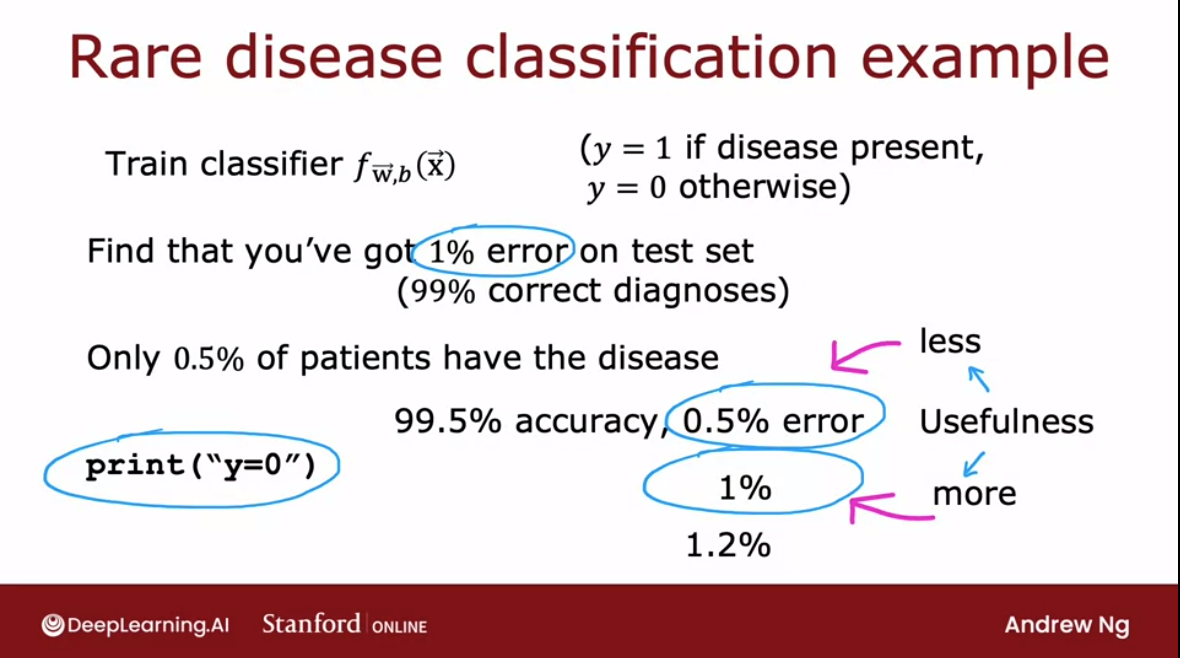 Rare disease classification example
Train classifier f_{w⃗,b}(x⃗)
(y = 1 if disease present,
y = 0 otherwise)
Find that you’ve got 1% error on test set
(99% correct diagnoses)
Only 0.5% of patients have the disease
less
99.5% accuracy, 0.5% error
Usefulness
print(“y=0”)
1%
more
1.2%
DeepLearning.AI
Stanford ONLINE
Andrew Ng